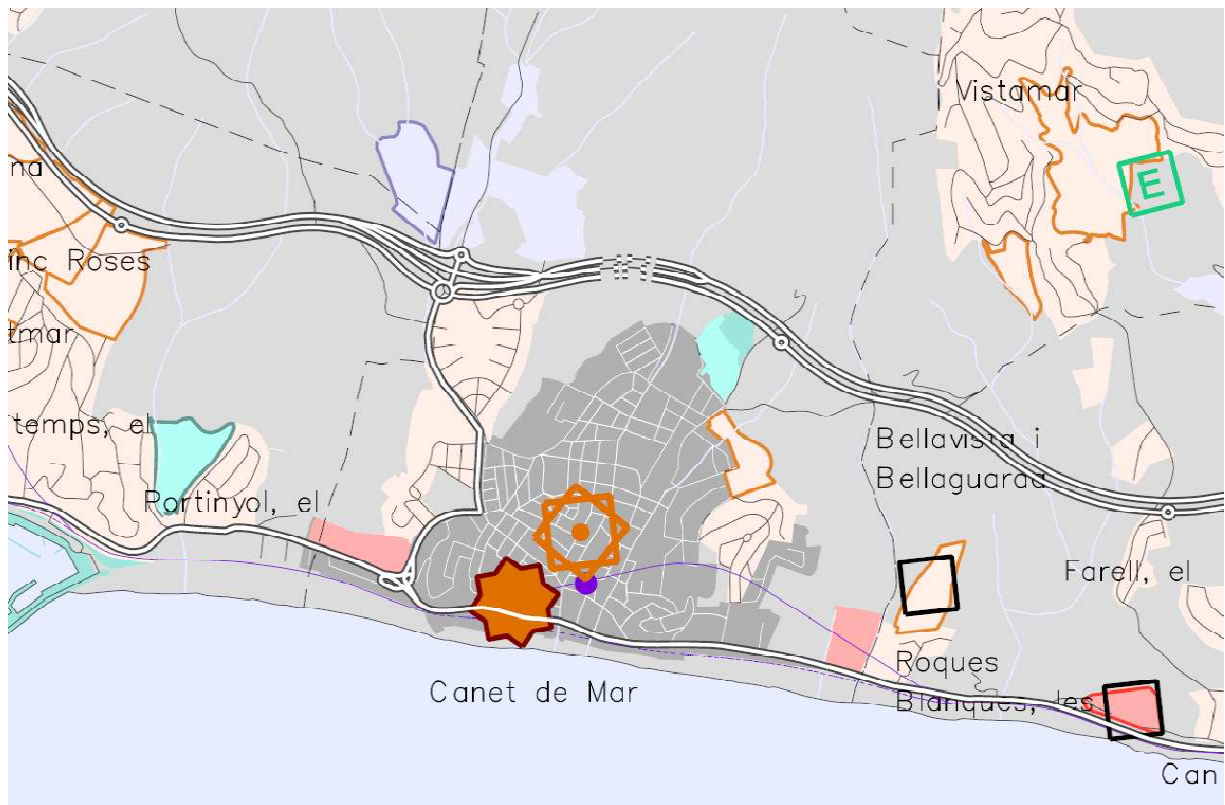 Vistamar
E
na
inc Roses
tmar
temps, el
Bellavista i
Bellaguarda
Portinyol, el
Farell, el
Roques
Blanques, les
Canet de Mar
Can